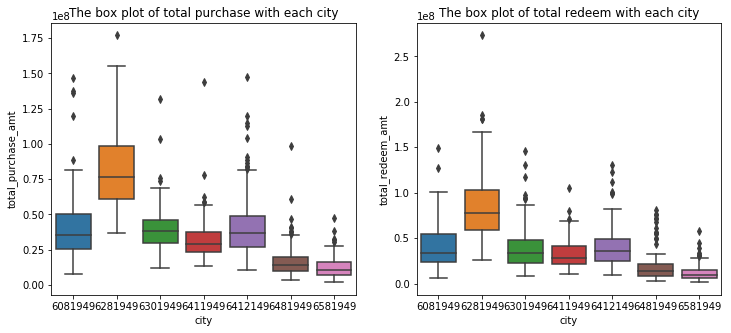 1e8
The box plot of total purchase with each city
total_purchase_amt
1.75
1.50
1.25
1.00
0.75
0.50
0.25
0.00
6081949 6281949 6301949 6411949 6412149 6481949 6581949
city
1e8
The box plot of total redeem with each city
total_redeem_amt
2.5
2.0
1.5
1.0
0.5
0.0
6081949 6281949 6301949 6411949 6412149 6481949 6581949
city